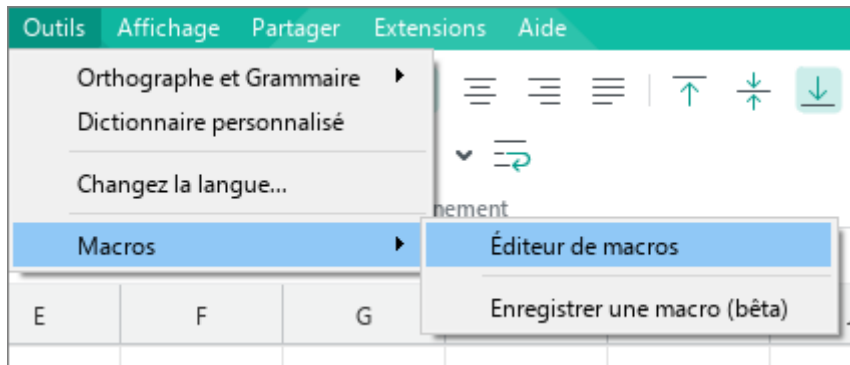 Outils Affichage Partager Extensions Aide
Orthographe et Grammaire
Dictionnaire personnalisé
Changez la langue...
nement
Macros
Éditeur de macros
Enregistrer une macro (bêta)
E F G